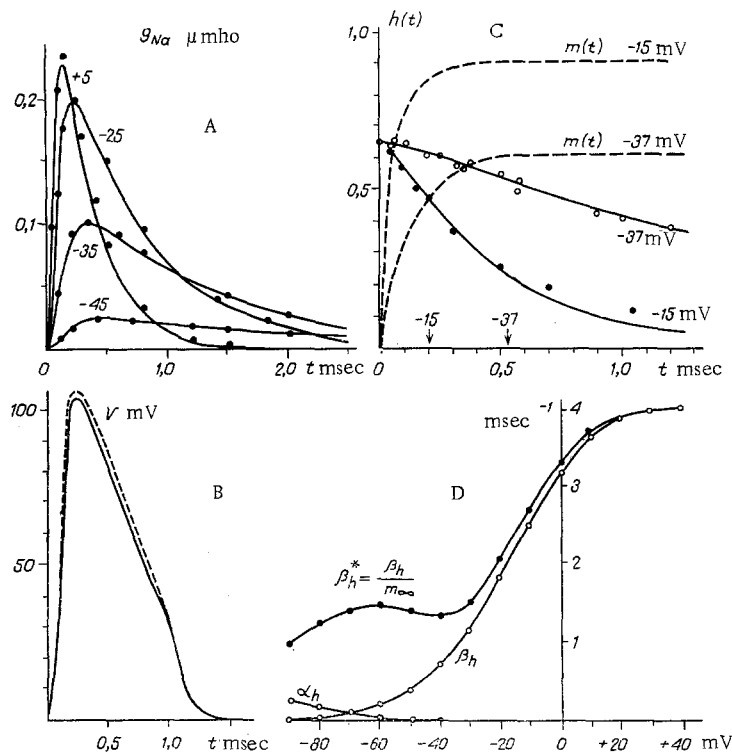 g_Na μmho
+5
A
0,2
-25
0,1
-35
-45
0
1,0
2,0
t msec
h(t)
1,0
C
m(t) -15 mV
m(t) -37 mV
0,5
-37 mV
-15
-37
-15 mV
0
0,5
1,0
t msec
100
V mV
B
50
0
t msec
1,0
msec
-1
4
D
3
2
β*_h = β_h / m_∞
1
β_h
α_h
-80
-60
-40
-20
0
+20
+40
mV